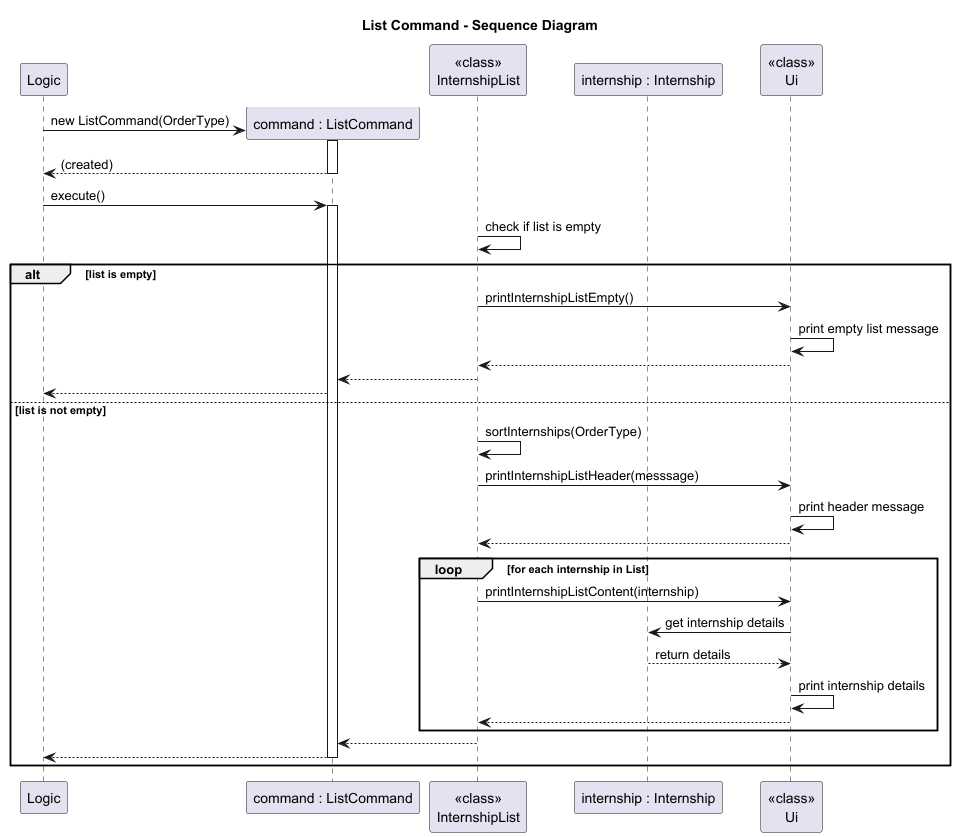 List Command - Sequence Diagram
Logic
«class»
InternshipList
internship : Internship
«class»
Ui
new ListCommand(OrderType)
command : ListCommand
(created)
execute()
check if list is empty
alt
[list is empty]
printInternshipListEmpty()
print empty list message
[list is not empty]
sortInternships(OrderType)
printInternshipListHeader(messsage)
print header message
loop
[for each internship in List]
printInternshipListContent(internship)
get internship details
return details
print internship details
Logic
command : ListCommand
«class»
InternshipList
internship : Internship
«class»
Ui